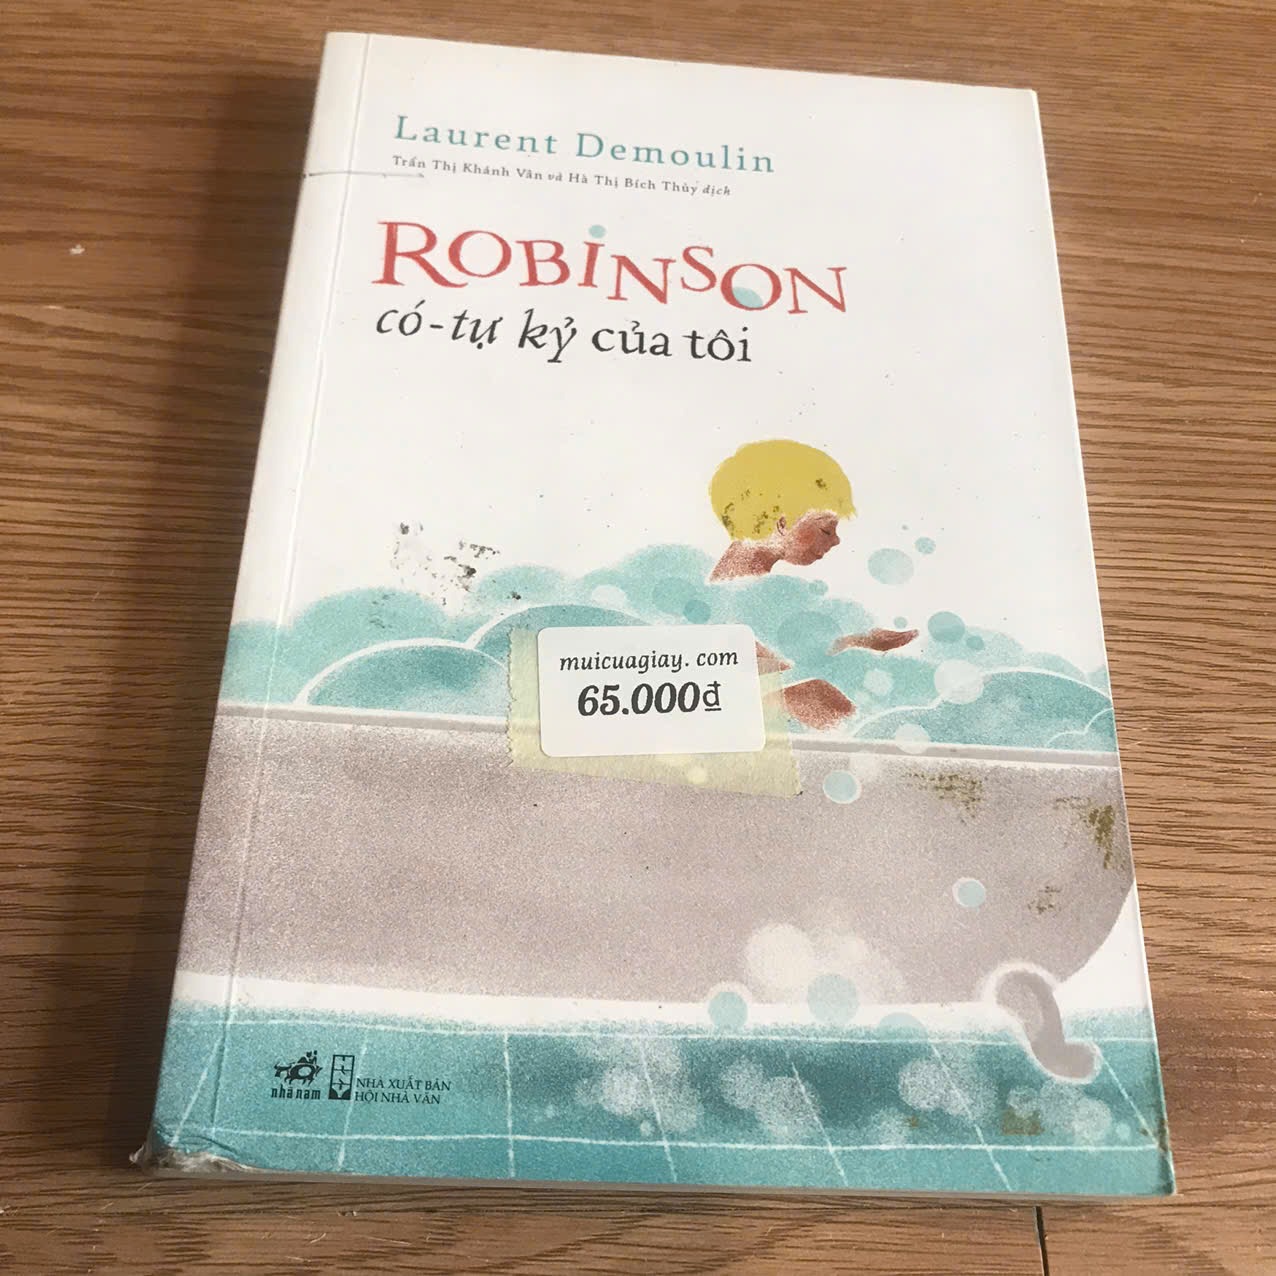 Laurent Demoulin
Trần Thị Khánh Vân và Hà Thị Bích Thủy dịch
ROBINSON
có-tự kỷ của tôi
muicuagiay. com
65.000₫
nhã nam
NHÀ XUẤT BẢN
HỘI NHÀ VĂN